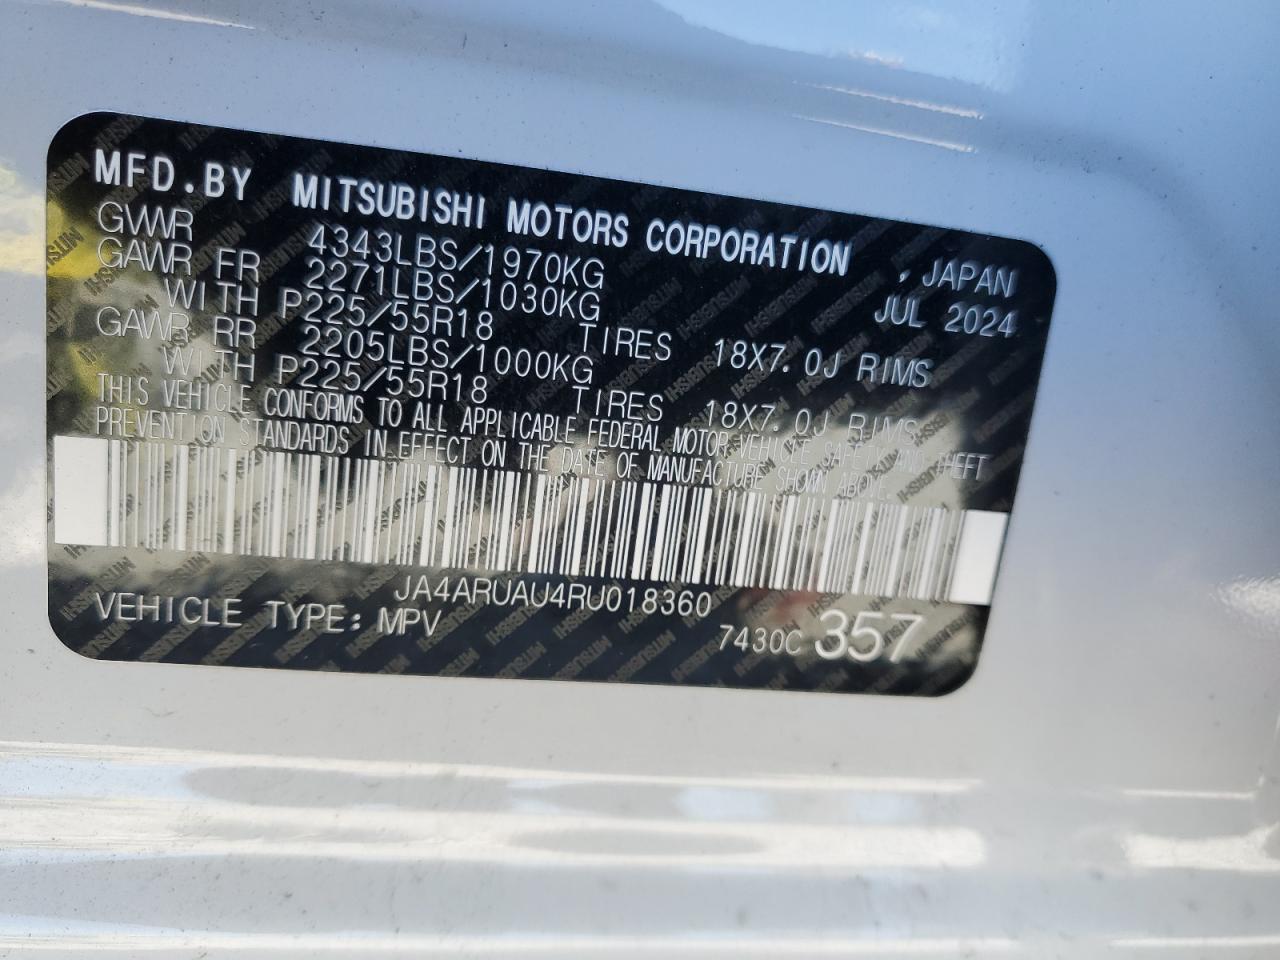 MFD.BY MITSUBISHI MOTORS CORPORATION , JAPAN
GVWR 4343LBS/1970KG JUL 2024
GAWR FR 2271LBS/1030KG
WITH P225/55R18 TIRES 18X7.0J RIMS
GAWR RR 2205LBS/1000KG
WITH P225/55R18 TIRES 18X7.0J RIMS
THIS VEHICLE CONFORMS TO ALL APPLICABLE FEDERAL MOTOR VEHICLE SAFETY AND THEFT
PREVENTION STANDARDS IN EFFECT ON THE DATE OF MANUFACTURE SHOWN ABOVE.
JA4ARUAU4RU018360
VEHICLE TYPE: MPV 7430C 357